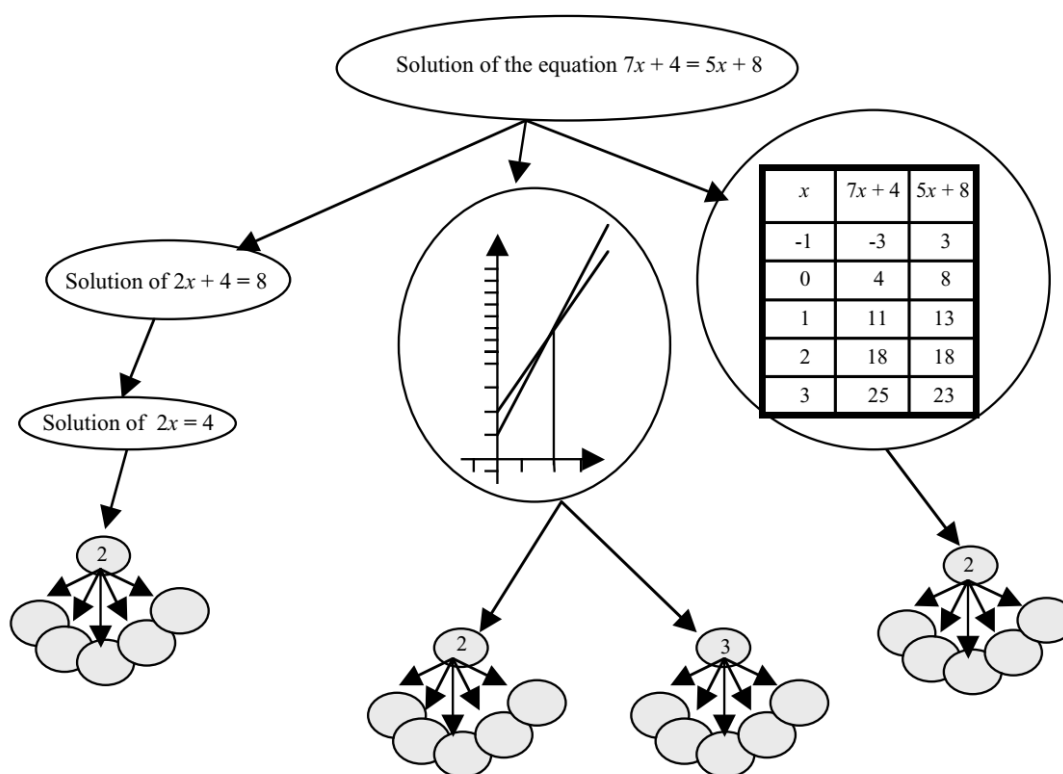 Solution of the equation 7x + 4 = 5x + 8
x 7x + 4 5x + 8
-1 -3 3
0 4 8
1 11 13
2 18 18
3 25 23
Solution of 2x + 4 = 8
Solution of 2x = 4
2
2
3
2